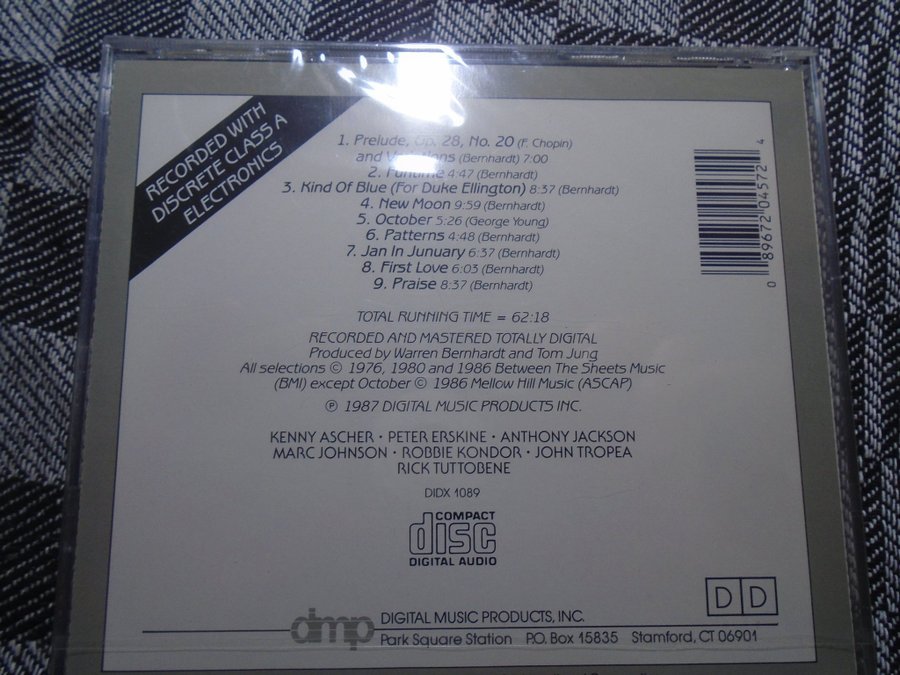 RECORDED WITH
DISCRETE CLASS A
ELECTRONICS
1. Prelude, Op. 28, No. 20 (F. Chopin)
and Variations (Bernhardt) 7:00
2. Funtime 4:47 (Bernhardt)
3. Kind Of Blue (For Duke Ellington) 8:37 (Bernhardt)
4. New Moon 9:59 (Bernhardt)
5. October 5:26 (George Young)
6. Patterns 4:48 (Bernhardt)
7. Jan In Junuary 6:37 (Bernhardt)
8. First Love 6:03 (Bernhardt)
9. Praise 8:37 (Bernhardt)
0 89672 04572 4
TOTAL RUNNING TIME = 62:18
RECORDED AND MASTERED TOTALLY DIGITAL
Produced by Warren Bernhardt and Tom Jung
All selections © 1976, 1980 and 1986 Between The Sheets Music
(BMI) except October © 1986 Mellow Hill Music (ASCAP)
℗ 1987 DIGITAL MUSIC PRODUCTS INC.
KENNY ASCHER • PETER ERSKINE • ANTHONY JACKSON
MARC JOHNSON • ROBBIE KONDOR • JOHN TROPEA
RICK TUTTOBENE
DIDX 1089
COMPACT
disc
DIGITAL AUDIO
D D
dmp DIGITAL MUSIC PRODUCTS, INC.
Park Square Station P.O. Box 15835 Stamford, CT 06901